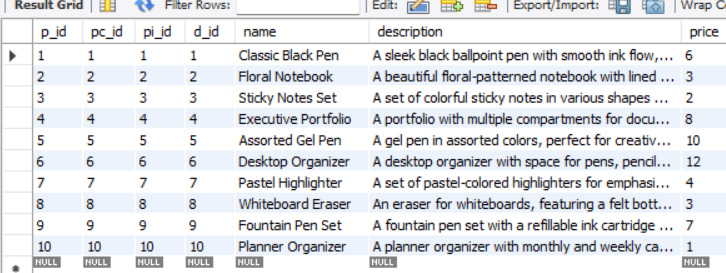 Result Grid Filter Rows: Edit: Export/Import: Wrap Ce
p_id pc_id pi_id d_id name description price
1 1 1 1 Classic Black Pen A sleek black ballpoint pen with smooth ink flow,... 6
2 2 2 2 Floral Notebook A beautiful floral-patterned notebook with lined ... 3
3 3 3 3 Sticky Notes Set A set of colorful sticky notes in various shapes ... 2
4 4 4 4 Executive Portfolio A portfolio with multiple compartments for docu... 8
5 5 5 5 Assorted Gel Pen A gel pen in assorted colors, perfect for creativ... 10
6 6 6 6 Desktop Organizer A desktop organizer with space for pens, pencil... 12
7 7 7 7 Pastel Highlighter A set of pastel-colored highlighters for emphasi... 4
8 8 8 8 Whiteboard Eraser An eraser for whiteboards, featuring a felt bott... 3
9 9 9 9 Fountain Pen Set A fountain pen set with a refillable ink cartridge ... 7
10 10 10 10 Planner Organizer A planner organizer with monthly and weekly ca... 1
NULL NULL NULL NULL NULL NULL NULL